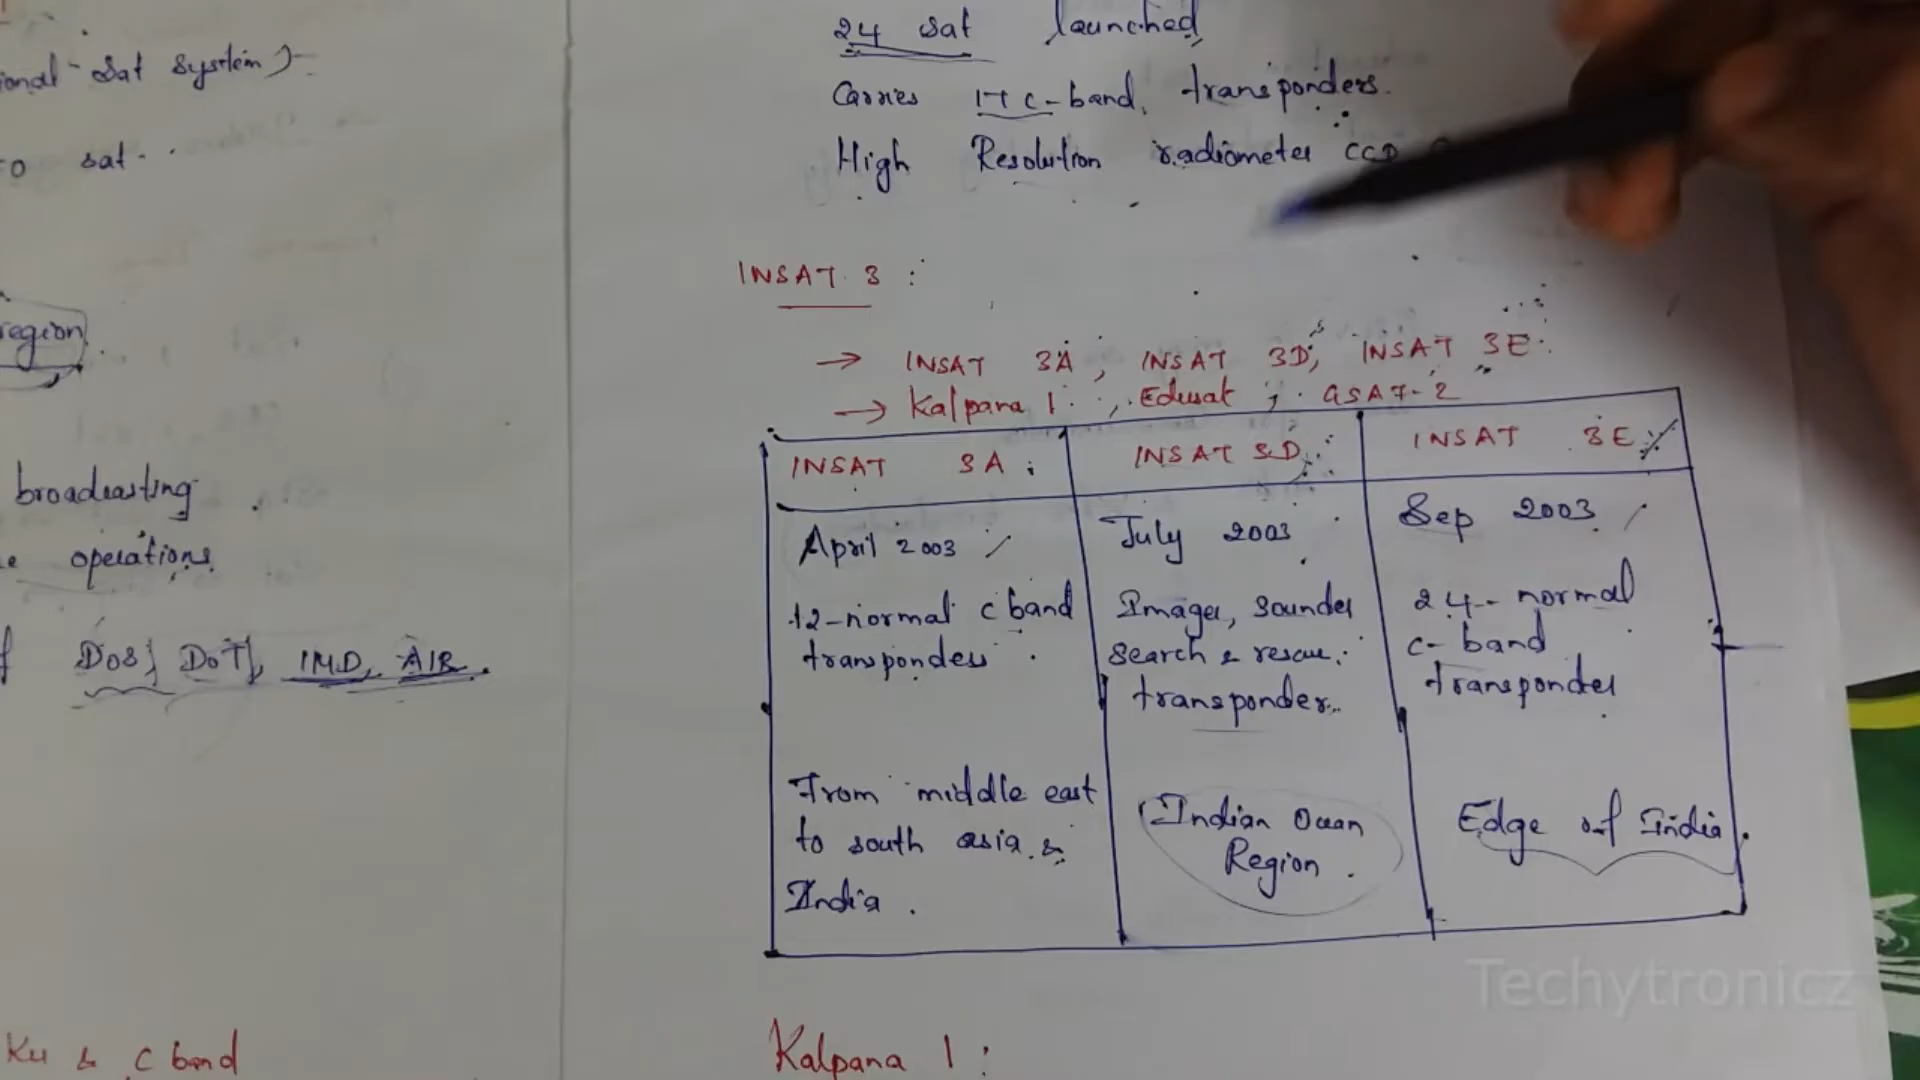 ional Sat System)-
sat.
region
broadcasting
operations
DOS, DOT, IMD, AIR.
Ku & C band
24 sat launched
Carries 17 C-band, transponders.
High Resolution radiometer CCD
INSAT 3 :
→ INSAT 3A, INSAT 3D, INSAT 3E.
→ Kalpana 1, Edusat, GSAT-2
INSAT 3A :
April 2003
12-normal c band
transponders
From middle east
to south asia &
India .
INSAT 3D
July 2003
Imager, Sounder
Search & rescue
transponder.
Indian Ocean
Region .
INSAT 3E
Sep 2003
24-normal
C-band
transponder
Edge of India
Kalpana 1 :
Techytronicz